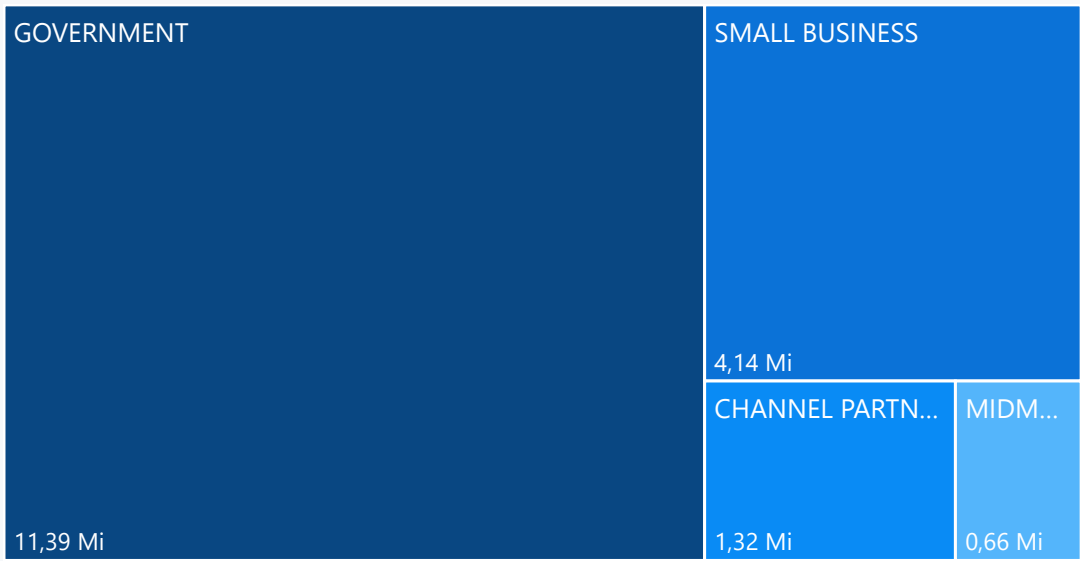 GOVERNMENT
11,39 Mi
SMALL BUSINESS
4,14 Mi
CHANNEL PARTN...
1,32 Mi
MIDM...
0,66 Mi